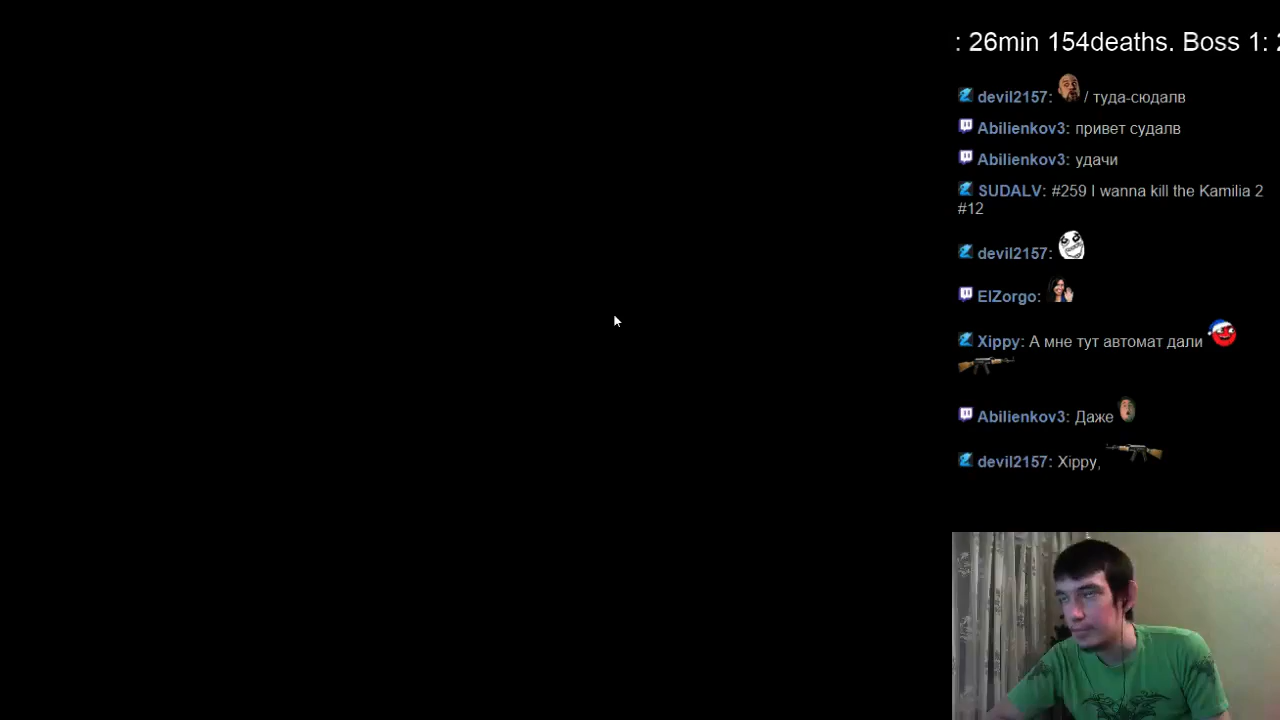 : 26min 154deaths. Boss 1:
devil2157: / туда-сюдалв
Abilienkov3: привет судалв
Abilienkov3: удачи
SUDALV: #259 I wanna kill the Kamilia 2
#12
devil2157:
ElZorgo:
Xippy: А мне тут автомат дали
Abilienkov3: Даже
devil2157: Xippy,